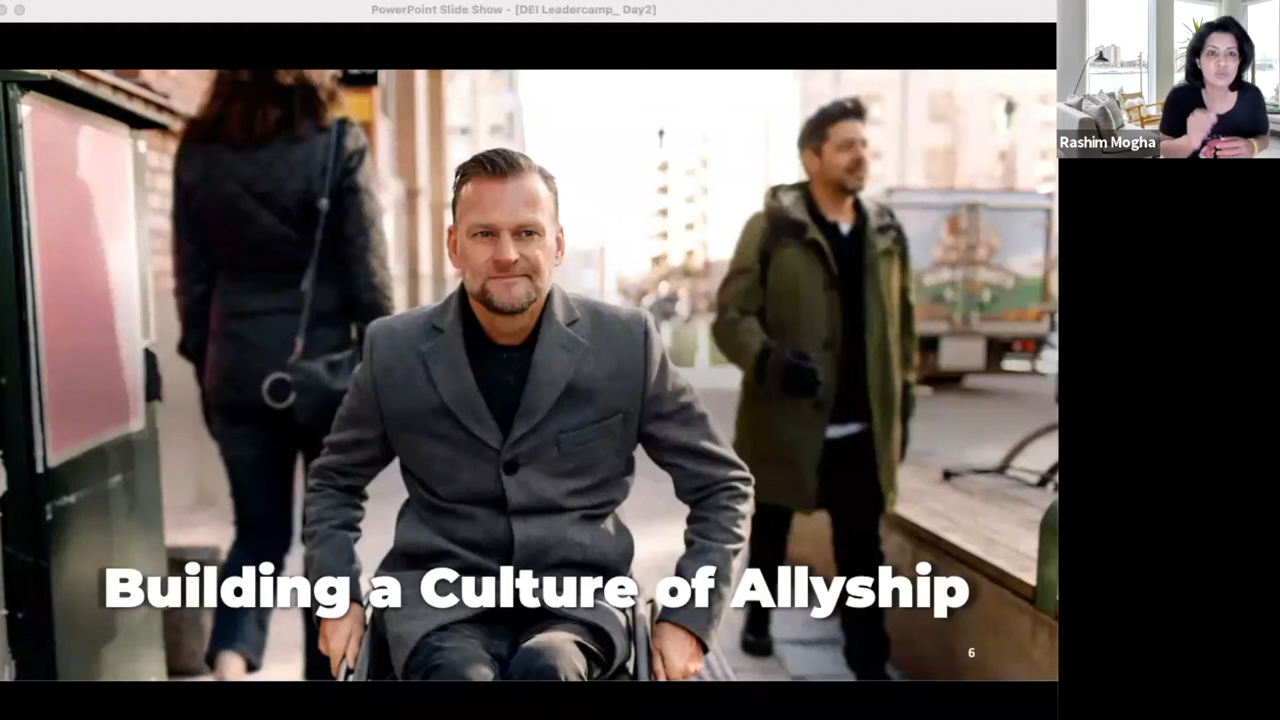 PowerPoint Slide Show - [DEI Leadercamp_ Day2]
Rashim Mogha
Building a Culture of Allyship
6